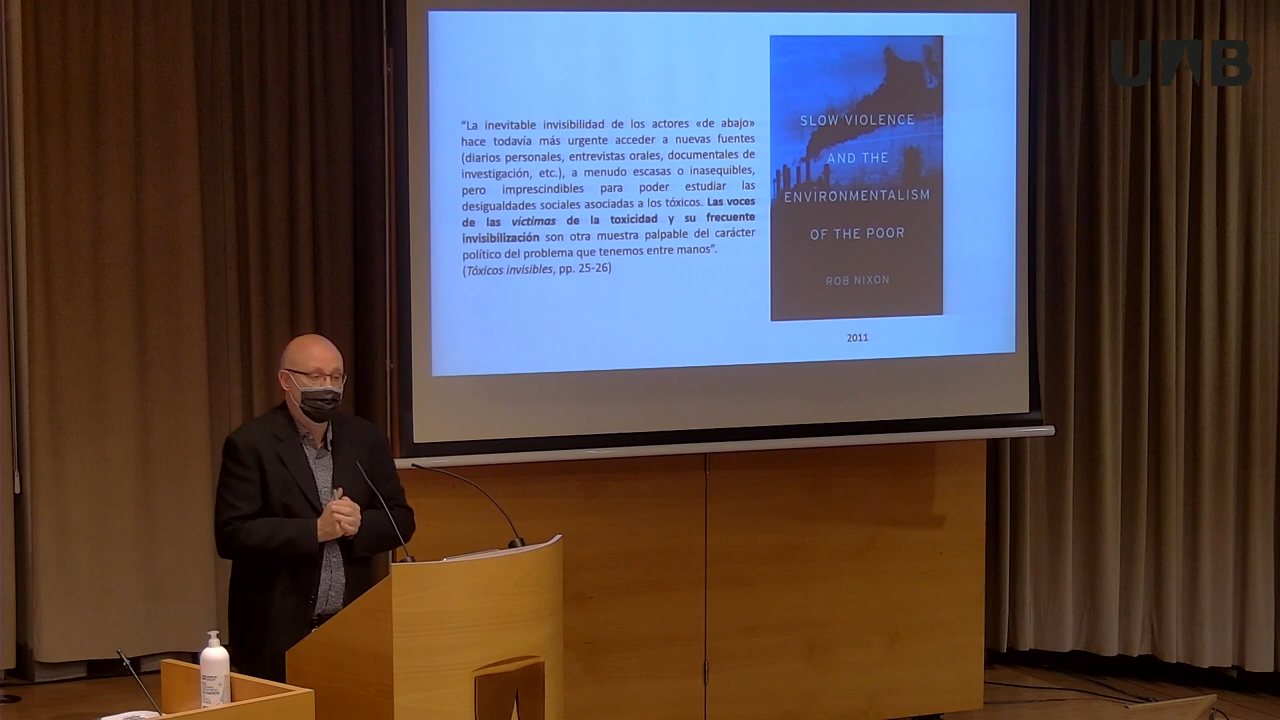 UAB
“La inevitable invisibilidad de los actores «de abajo»
hace todavía más urgente acceder a nuevas fuentes
(diarios personales, entrevistas orales, documentales de
investigación, etc.), a menudo escasas o inasequibles,
pero imprescindibles para poder estudiar las
desigualdades sociales asociadas a los tóxicos. Las voces
de las víctimas de la toxicidad y su frecuente
invisibilización son otra muestra palpable del carácter
político del problema que tenemos entre manos”.
(Tóxicos invisibles, pp. 25-26)
SLOW VIOLENCE
AND THE
ENVIRONMENTALISM
OF THE POOR
ROB NIXON
2011